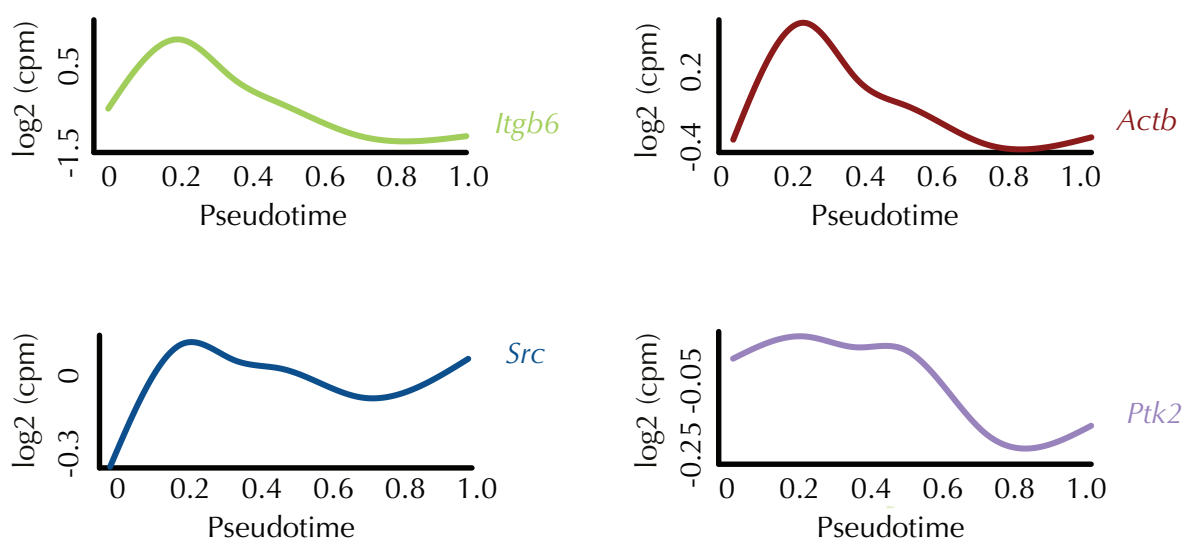 log2 (cpm)
0.5
-1.5
0 0.2 0.4 0.6 0.8 1.0
Pseudotime
Itgb6
log2 (cpm)
0.2
-0.4
0 0.2 0.4 0.6 0.8 1.0
Pseudotime
Actb
log2 (cpm)
0
-0.3
0 0.2 0.4 0.6 0.8 1.0
Pseudotime
Src
log2 (cpm)
-0.05
-0.25
0 0.2 0.4 0.6 0.8 1.0
Pseudotime
Ptk2